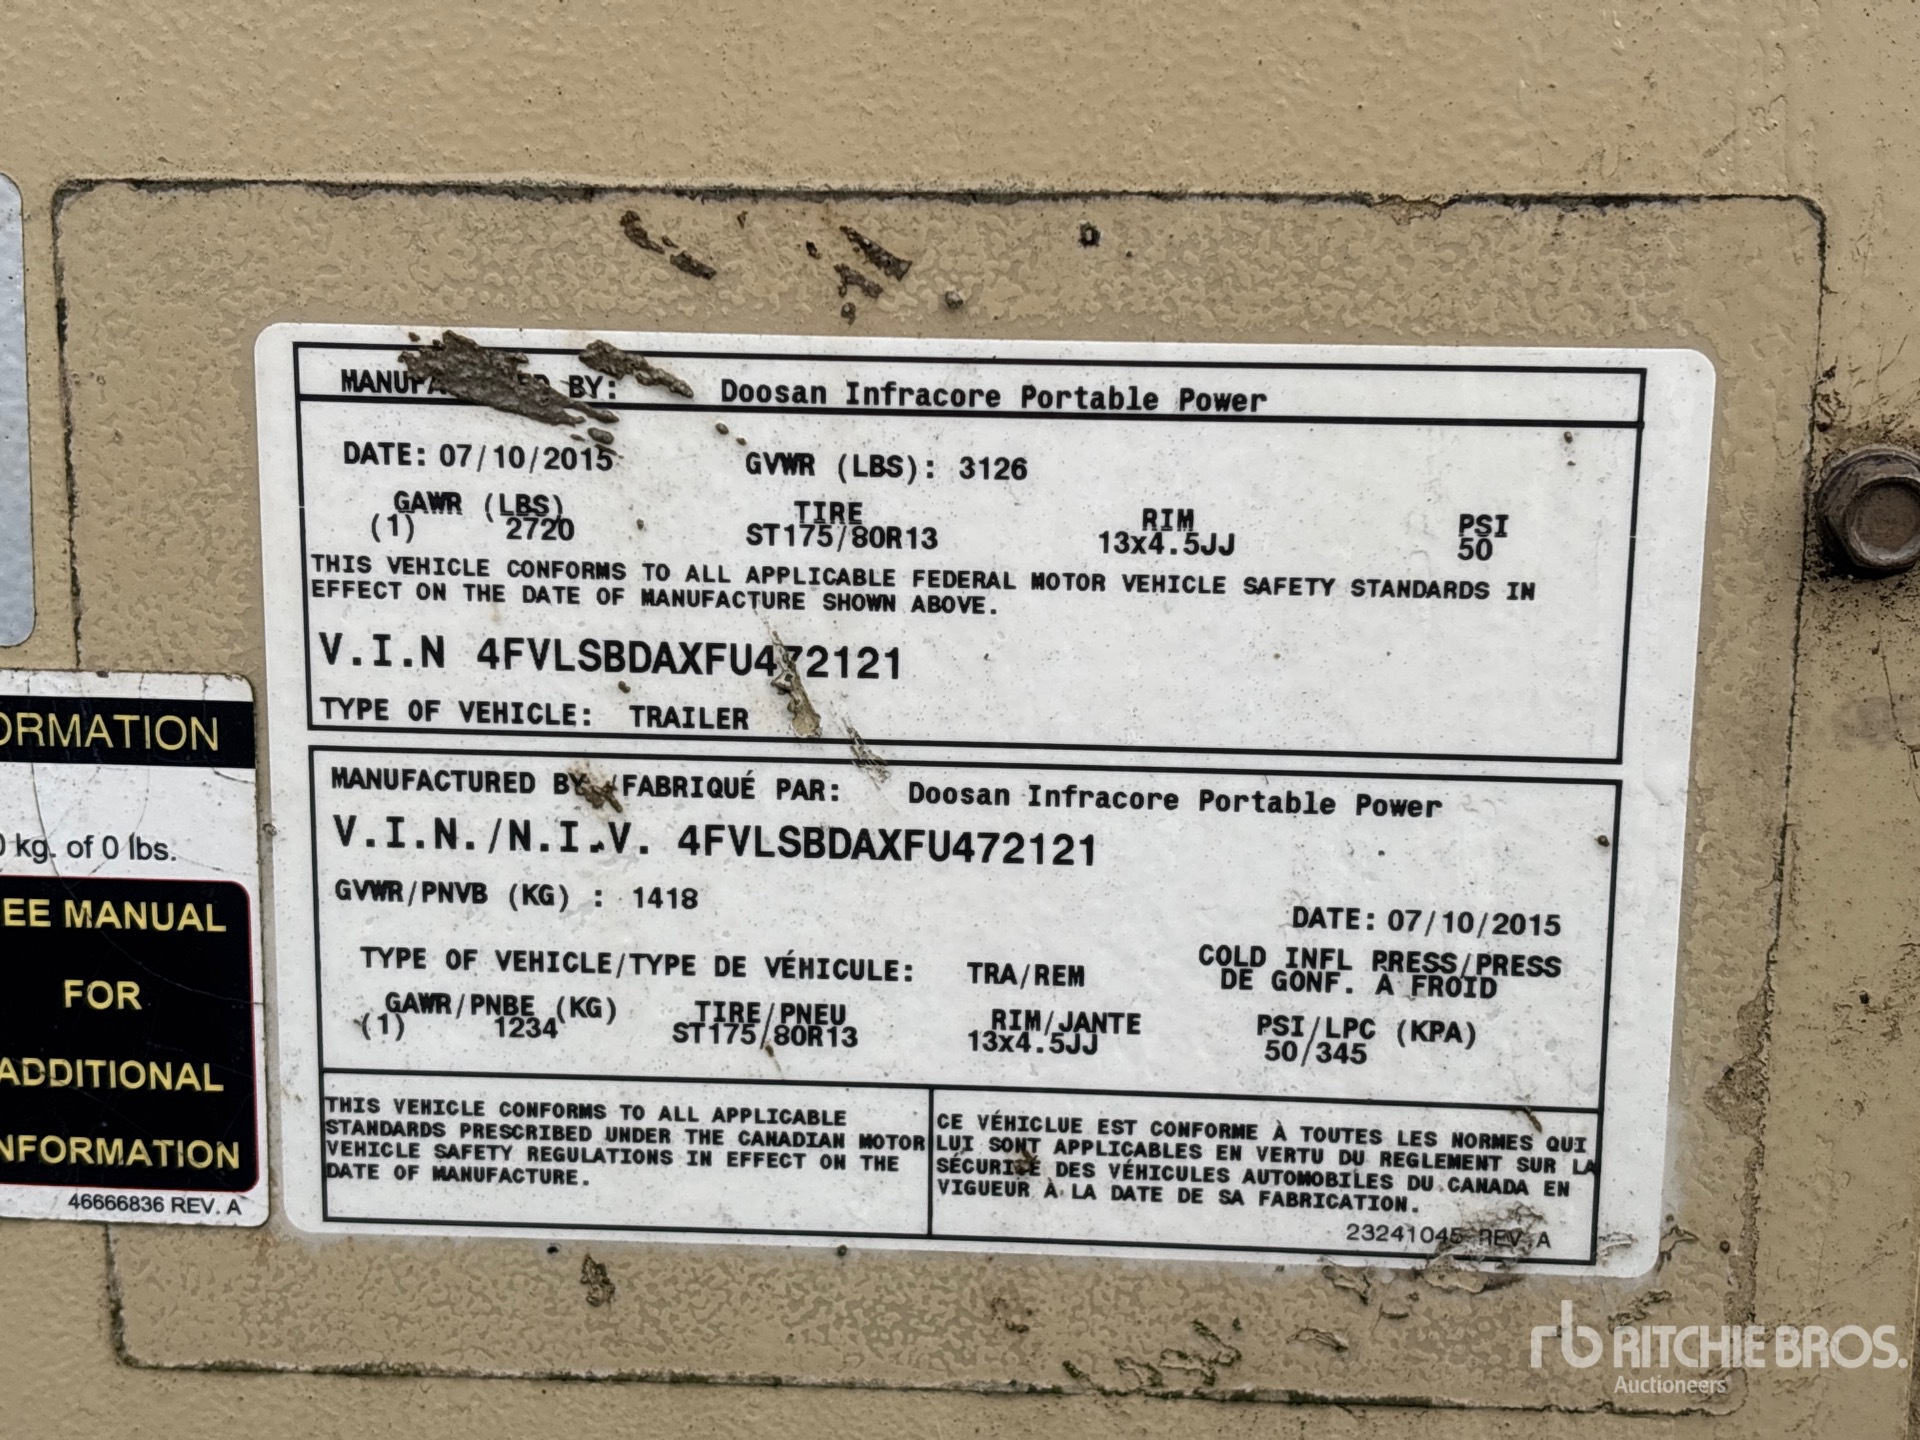 MANUFACTURED BY: Doosan Infracore Portable Power
DATE: 07/10/2015 GVWR (LBS): 3126
GAWR (LBS) TIRE RIM PSI
(1) 2720 ST175/80R13 13x4.5JJ 50
THIS VEHICLE CONFORMS TO ALL APPLICABLE FEDERAL MOTOR VEHICLE SAFETY STANDARDS IN
EFFECT ON THE DATE OF MANUFACTURE SHOWN ABOVE.
V.I.N 4FVLSBDAXFU472121
TYPE OF VEHICLE: TRAILER
MANUFACTURED BY /FABRIQUÉ PAR: Doosan Infracore Portable Power
V.I.N./N.I.V. 4FVLSBDAXFU472121
GVWR/PNVB (KG) : 1418
DATE: 07/10/2015
TYPE OF VEHICLE/TYPE DE VÉHICULE: TRA/REM
COLD INFL PRESS/PRESS
DE GONF. A FROID
GAWR/PNBE (KG) TIRE/PNEU RIM/JANTE PSI/LPC (KPA)
(1) 1234 ST175/80R13 13x4.5JJ 50/345
THIS VEHICLE CONFORMS TO ALL APPLICABLE
STANDARDS PRESCRIBED UNDER THE CANADIAN MOTOR
VEHICLE SAFETY REGULATIONS IN EFFECT ON THE
DATE OF MANUFACTURE.
CE VÉHICLUE EST CONFORME À TOUTES LES NORMES QUI
LUI SONT APPLICABLES EN VERTU DU REGLEMENT SUR LA
SÉCURITE DES VÉHICULES AUTOMOBILES DU CANADA EN
VIGUEUR À LA DATE DE SA FABRICATION.
23241045 REV. A
ORMATION
0 kg. of 0 lbs.
EE MANUAL
FOR
ADDITIONAL
NFORMATION
46666836 REV. A
rb RITCHIE BROS.
Auctioneers